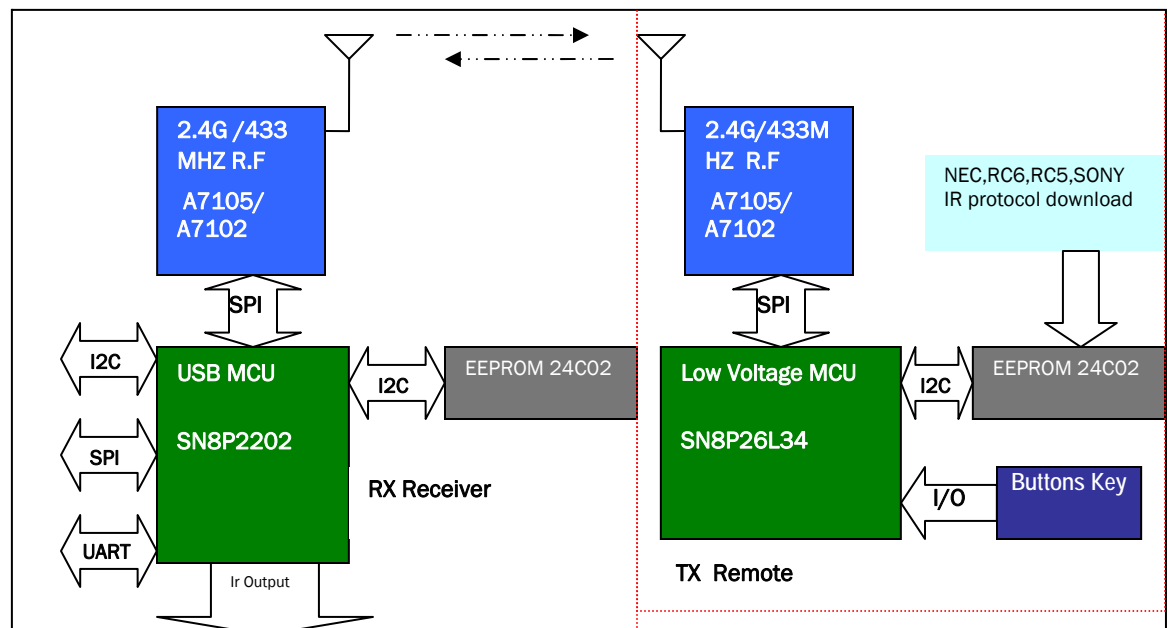 2.4G /433
MHZ R.F
A7105/
A7102
2.4G/433M
HZ R.F
A7105/
A7102
NEC,RC6,RC5,SONY
IR protocol download
SPI
SPI
I2C
USB MCU
SN8P2202
I2C
EEPROM 24C02
Low Voltage MCU
SN8P26L34
I2C
EEPROM 24C02
SPI
RX Receiver
I/O
Buttons Key
UART
Ir Output
TX Remote